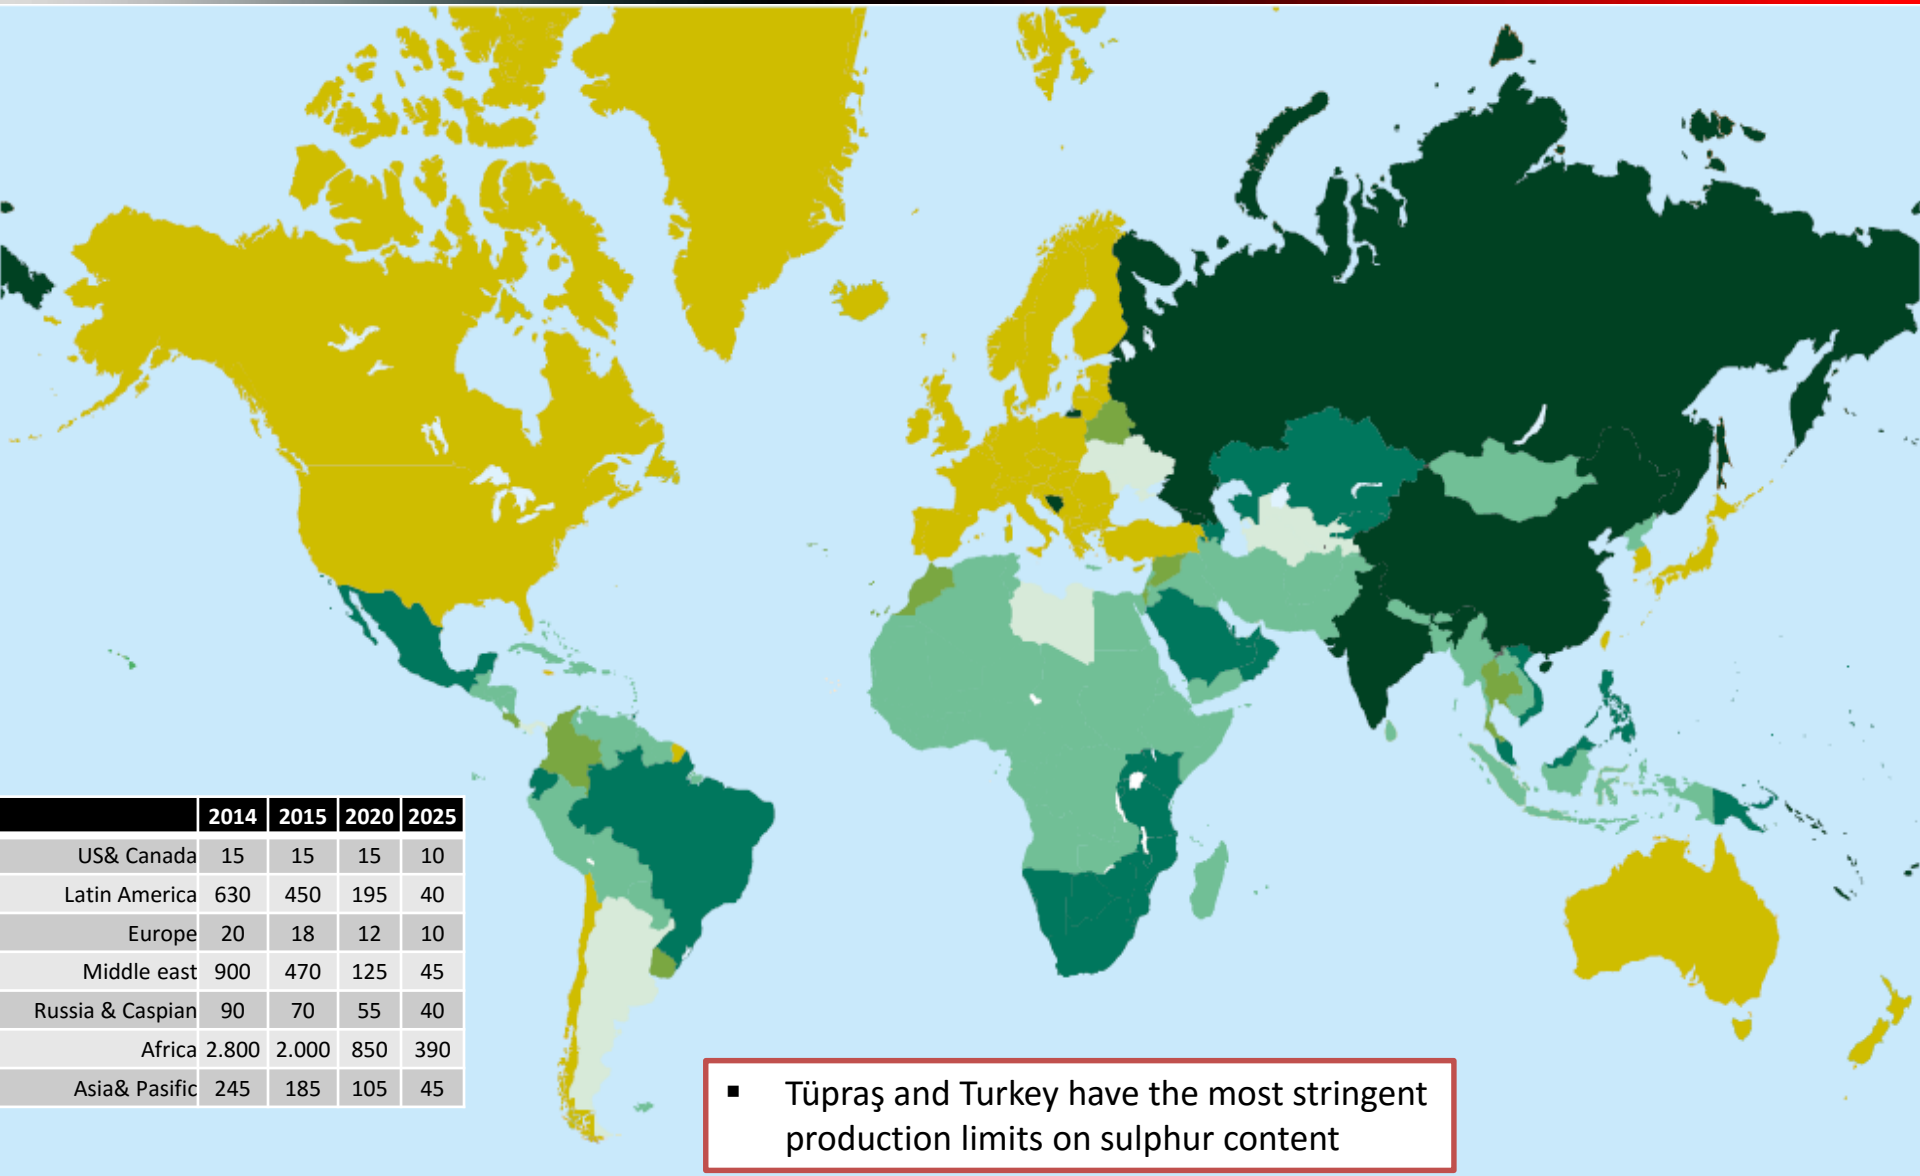 2014 2015 2020 2025
US& Canada 15 15 15 10
Latin America 630 450 195 40
Europe 20 18 12 10
Middle east 900 470 125 45
Russia & Caspian 90 70 55 40
Africa 2.800 2.000 850 390
Asia& Pasific 245 185 105 45
▪ Tüpraş and Turkey have the most stringent
production limits on sulphur content